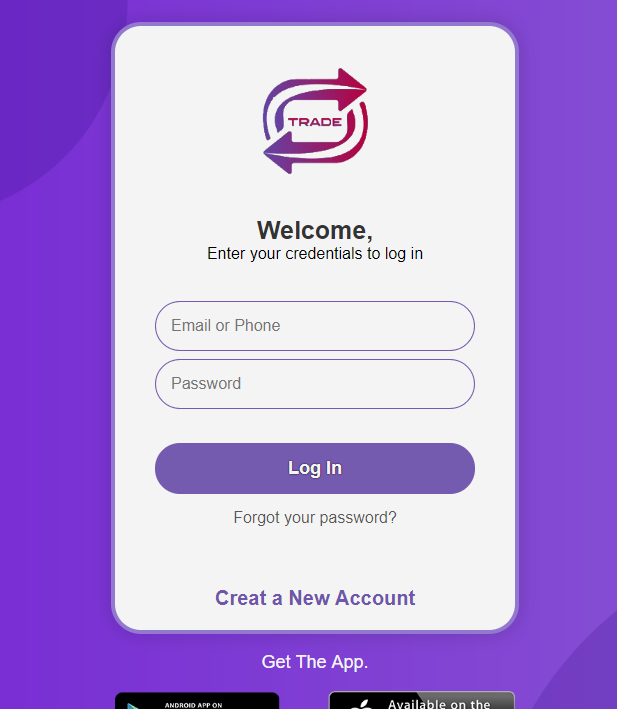 TRADE
Welcome,
Enter your credentials to log in
Email or Phone
Password
Log In
Forgot your password?
Creat a New Account
Get The App.
ANDROID APP ON
Available on the